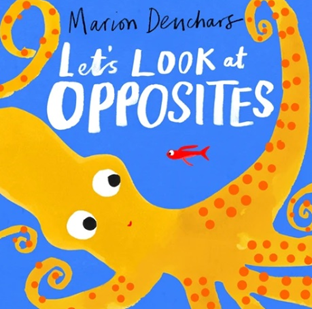 Marion Deuchars
Let's LOOK at
OPPOSITES